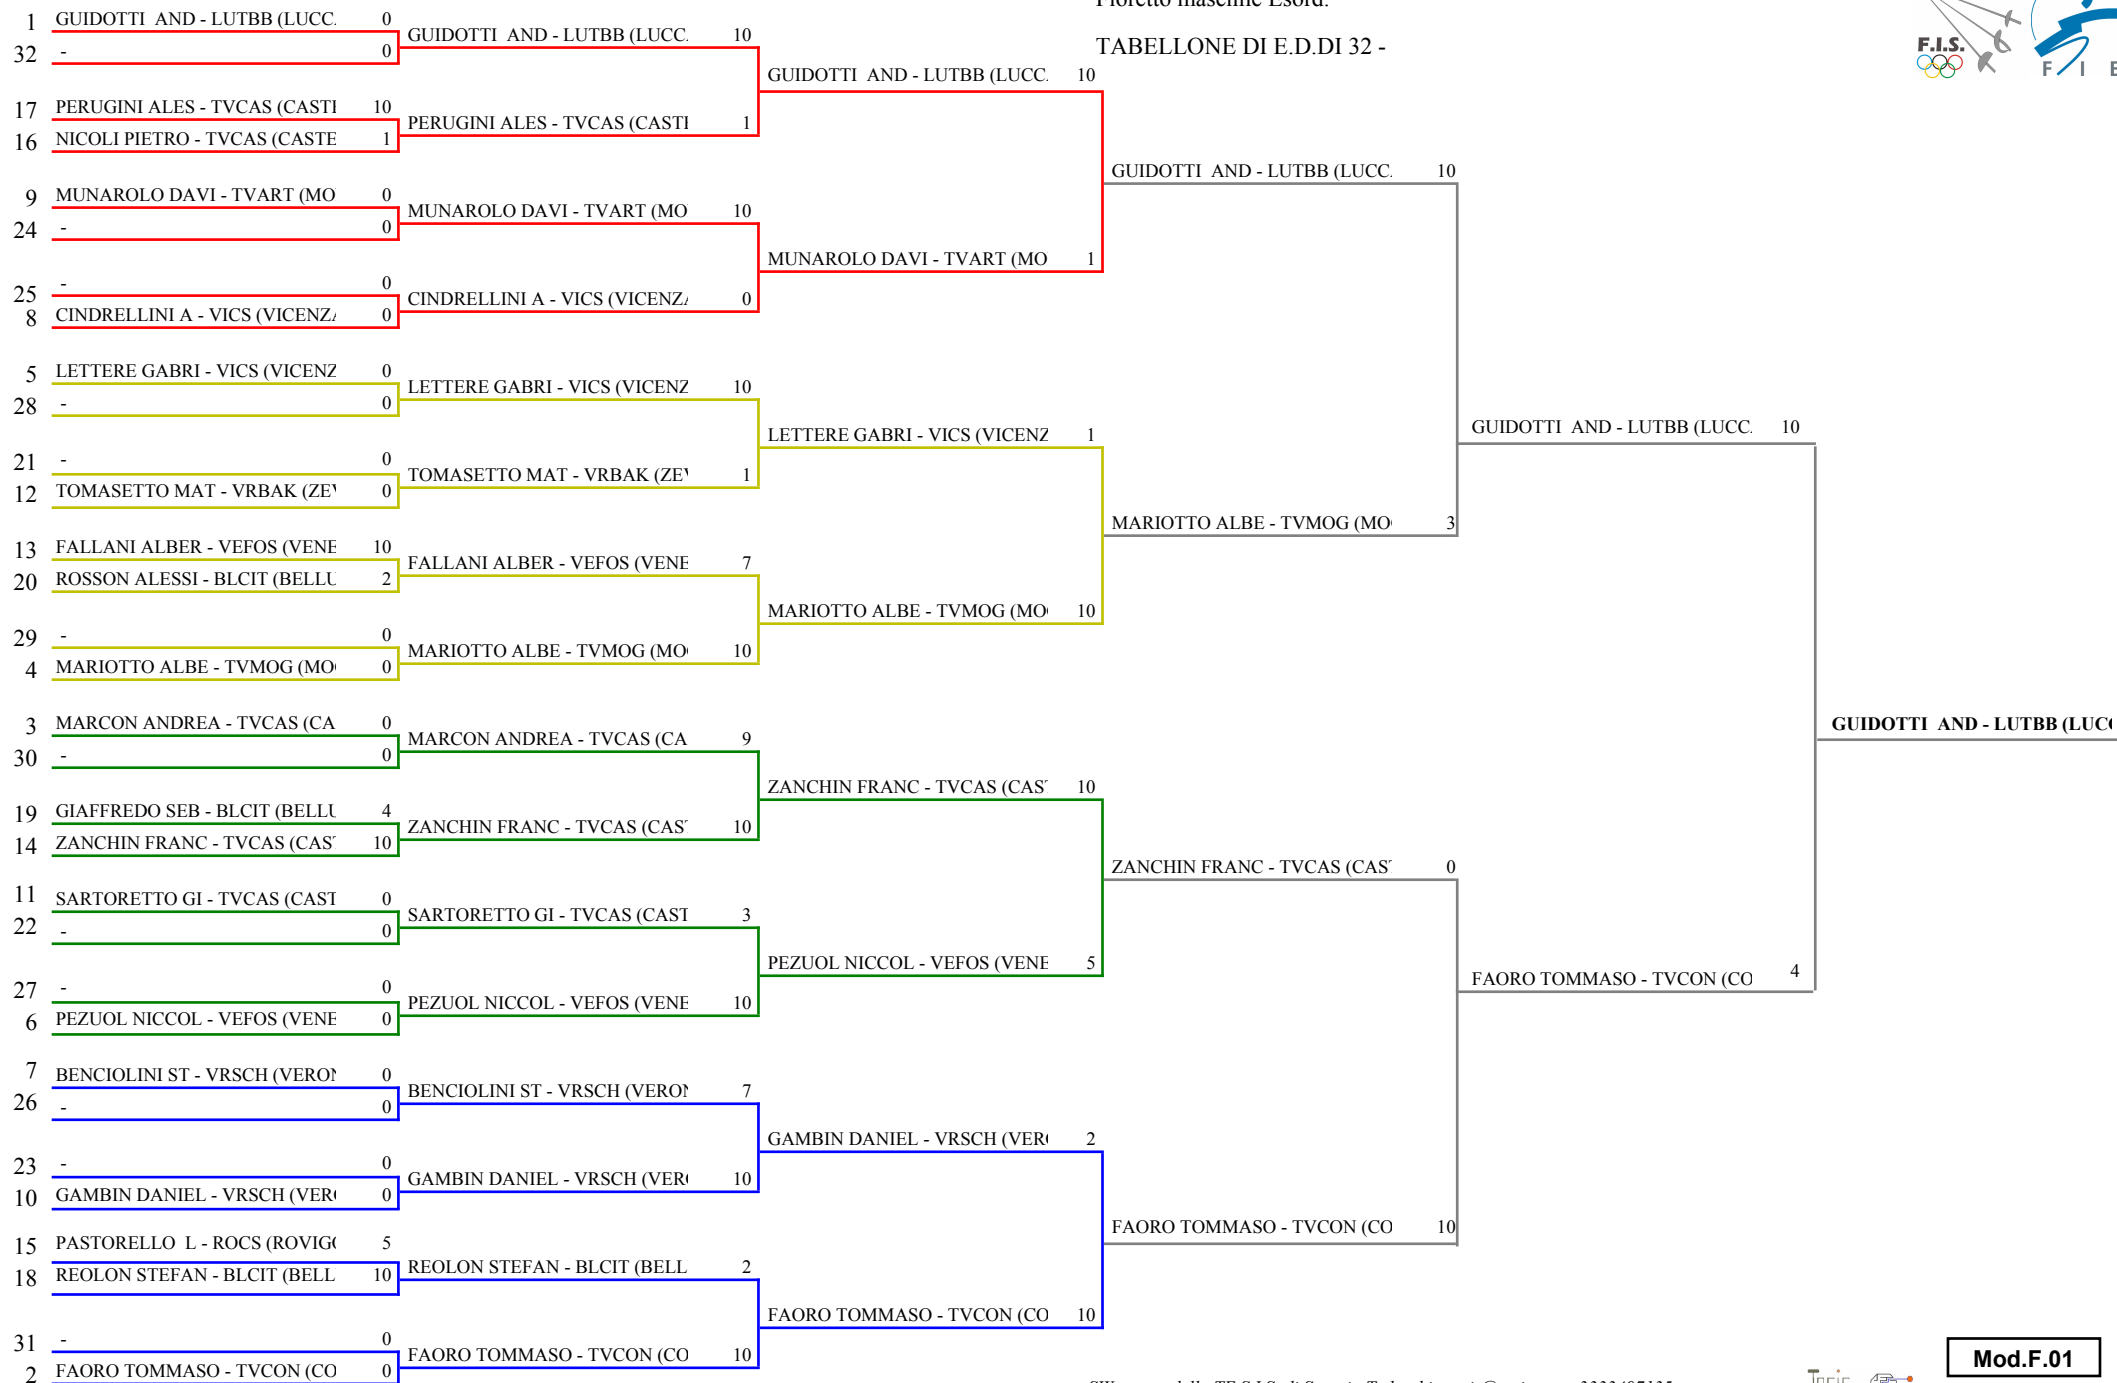 TABELLONE DI E.D.DI 32 -
F.I.S.
F I E
1 GUIDOTTI AND - LUTBB (LUCC. 0
32 - 0
17 PERUGINI ALES - TVCAS (CASTI 10
16 NICOLI PIETRO - TVCAS (CASTE 1
9 MUNAROLO DAVI - TVART (MO 0
24 - 0
25 - 0
8 CINDRELLINI A - VICS (VICENZ 0
5 LETTERE GABRI - VICS (VICENZ 0
28 - 0
21 - 0
12 TOMASETTO MAT - VRBAK (ZE 0
13 FALLANI ALBER - VEFOS (VENE 10
20 ROSSON ALESSI - BLCIT (BELLU 2
29 - 0
4 MARIOTTO ALBE - TVMOG (MO 0
3 MARCON ANDREA - TVCAS (CA 0
30 - 0
19 GIAFFREDO SEB - BLCIT (BELLU 4
14 ZANCHIN FRANC - TVCAS (CAS 10
11 SARTORETTO GI - TVCAS (CAST 0
22 - 0
27 - 0
6 PEZUOL NICCOL - VEFOS (VENE 0
7 BENCIOLINI ST - VRSCH (VERO 0
26 - 0
23 - 0
10 GAMBIN DANIEL - VRSCH (VER 0
15 PASTORELLO L - ROCS (ROVIG 5
18 REOLON STEFAN - BLCIT (BELL 10
31 - 0
2 FAORO TOMMASO - TVCON (CO 0
GUIDOTTI AND - LUTBB (LUCC. 10
PERUGINI ALES - TVCAS (CASTI 1
MUNAROLO DAVI - TVART (MO 10
CINDRELLINI A - VICS (VICENZ 0
LETTERE GABRI - VICS (VICENZ 10
TOMASETTO MAT - VRBAK (ZE 1
FALLANI ALBER - VEFOS (VENE 7
MARIOTTO ALBE - TVMOG (MO 10
MARCON ANDREA - TVCAS (CA 9
ZANCHIN FRANC - TVCAS (CAS 10
SARTORETTO GI - TVCAS (CAST 3
PEZUOL NICCOL - VEFOS (VENE 10
BENCIOLINI ST - VRSCH (VERO 7
GAMBIN DANIEL - VRSCH (VER 10
REOLON STEFAN - BLCIT (BELL 2
FAORO TOMMASO - TVCON (CO 10
GUIDOTTI AND - LUTBB (LUCC. 10
MUNAROLO DAVI - TVART (MO 1
LETTERE GABRI - VICS (VICENZ 1
MARIOTTO ALBE - TVMOG (MO 10
ZANCHIN FRANC - TVCAS (CAS 10
PEZUOL NICCOL - VEFOS (VENE 5
GAMBIN DANIEL - VRSCH (VER 2
FAORO TOMMASO - TVCON (CO 10
GUIDOTTI AND - LUTBB (LUCC. 10
MARIOTTO ALBE - TVMOG (MO 3
ZANCHIN FRANC - TVCAS (CAS 0
FAORO TOMMASO - TVCON (CO 10
GUIDOTTI AND - LUTBB (LUCC. 10
FAORO TOMMASO - TVCON (CO 4
GUIDOTTI AND - LUTBB (LUC
Mod.F.01